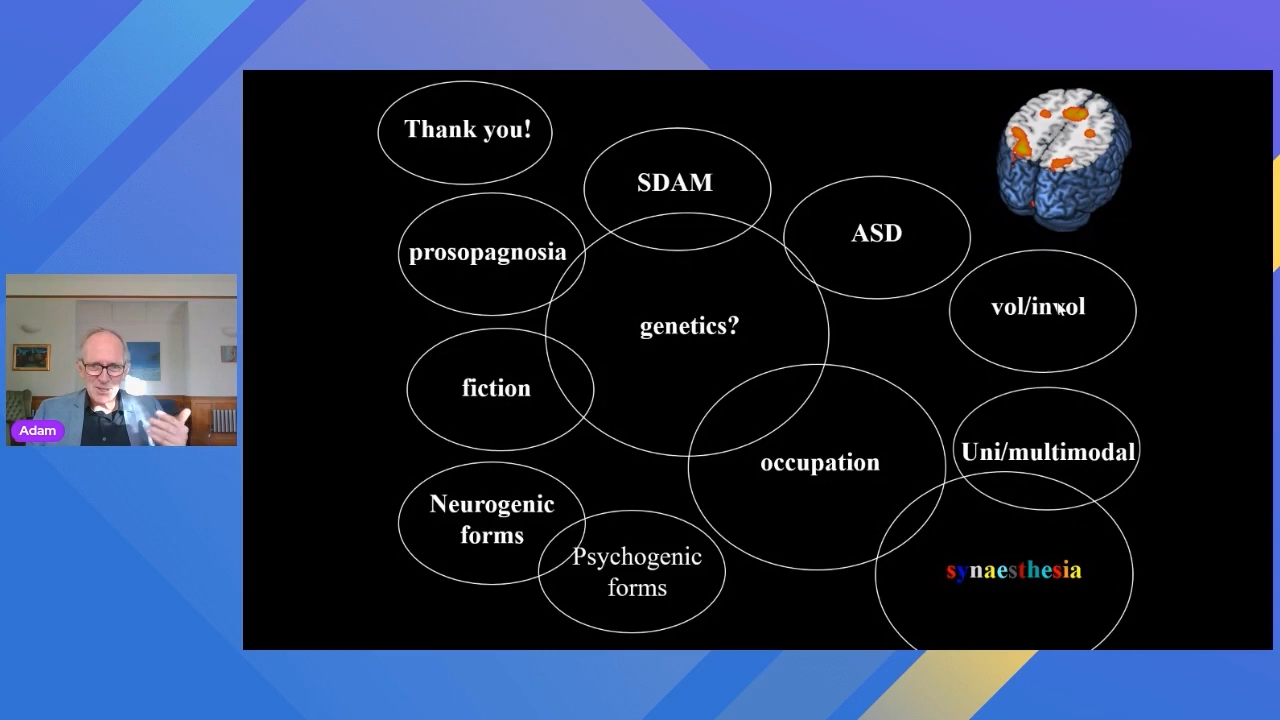 Thank you!
SDAM
ASD
prosopagnosia
vol/invol
genetics?
fiction
Uni/multimodal
occupation
Neurogenic
forms
Psychogenic
forms
synaesthesia
Adam